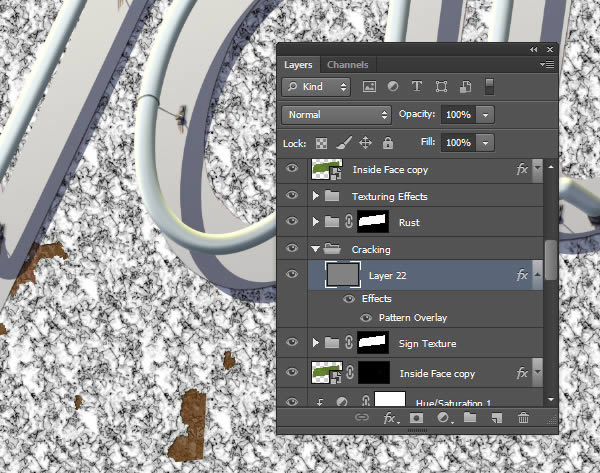 Layers Channels
Kind
Normal Opacity: 100%
Lock: Fill: 100%
Inside Face copy fx
Texturing Effects
Rust
Cracking
Layer 22 fx
Effects
Pattern Overlay
Sign Texture
Inside Face copy fx
Hue/Saturation 1
fx